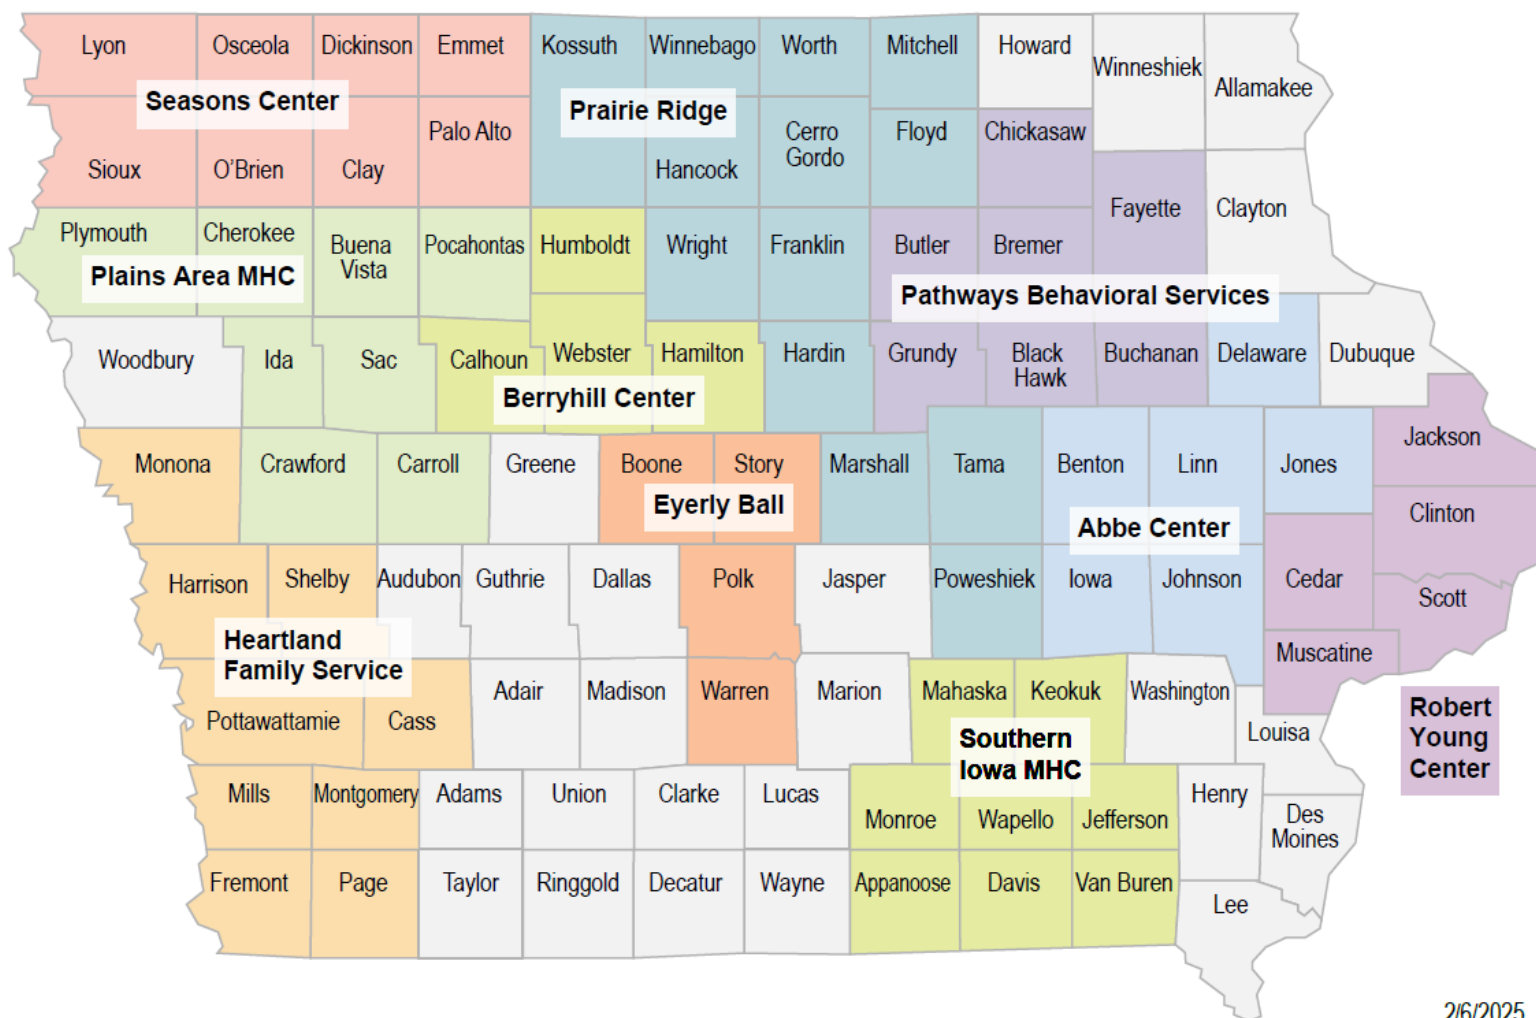 Lyon
Osceola
Dickinson
Emmet
Kossuth
Winnebago
Worth
Mitchell
Howard
Winneshiek
Allamakee
Seasons Center
Prairie Ridge
Palo Alto
Cerro
Gordo
Floyd
Chickasaw
Sioux
O'Brien
Clay
Hancock
Fayette
Clayton
Plymouth
Cherokee
Buena
Vista
Pocahontas
Humboldt
Wright
Franklin
Butler
Bremer
Plains Area MHC
Pathways Behavioral Services
Woodbury
Ida
Sac
Calhoun
Webster
Hamilton
Hardin
Grundy
Black
Hawk
Buchanan
Delaware
Dubuque
Berryhill Center
Monona
Crawford
Carroll
Greene
Boone
Story
Marshall
Tama
Benton
Linn
Jones
Jackson
Eyerly Ball
Abbe Center
Clinton
Harrison
Shelby
Audubon
Guthrie
Dallas
Polk
Jasper
Poweshiek
Iowa
Johnson
Cedar
Scott
Heartland
Family Service
Muscatine
Pottawattamie
Cass
Adair
Madison
Warren
Marion
Mahaska
Keokuk
Washington
Louisa
Southern
Iowa MHC
Robert
Young
Center
Mills
Montgomery
Adams
Union
Clarke
Lucas
Monroe
Wapello
Jefferson
Henry
Des
Moines
Fremont
Page
Taylor
Ringgold
Decatur
Wayne
Appanoose
Davis
Van Buren
Lee
2/6/2025